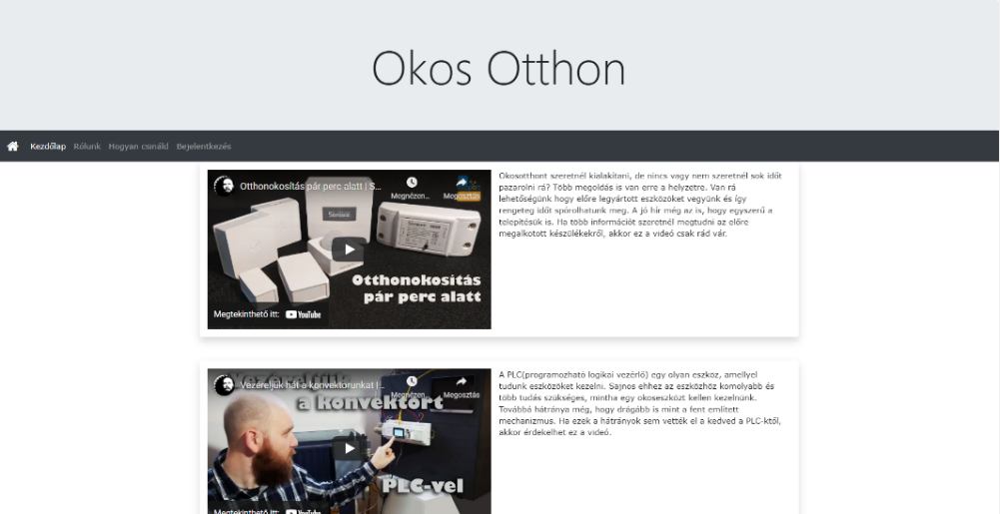 Okos Otthon
Kezdőlap Rólunk Hogyan csináld Bejelentkezés
Otthonokosítás pár perc alatt | S...
Megnézen...
Megosztás
Otthonokosítás
pár perc alatt
Megtekinthető itt: YouTube
Okosotthont szeretnél kialakítani, de nincs vagy nem szeretnél sok időt
pazarolni rá? Több megoldás is van erre a helyzetre. Van rá
lehetőségünk hogy előre legyártott eszközöket vegyünk és így
rengeteg időt spórolhatunk meg. A jó hír még az is, hogy egyszerű a
telepítésük is. Ha több információt szeretnél megtudni az előre
megalkotott készülékekről, akkor ez a videó csak rád vár.
Vezéreljük hát a konvektorunkat |...
Megnézen...
Megosztás
Vezéreljük
a konvektort
PLC-vel
Megtekinthető itt: YouTube
A PLC(programozható logikai vezérlő) egy olyan eszköz, amellyel
tudunk eszközöket kezelni. Sajnos ehhez az eszközhöz komolyabb és
több tudás szükséges, mintha egy okoseszközt kellen kezelnünk.
Továbbá hátránya még, hogy drágább is mint a fent említett
mechanizmus. Ha ezek a hátrányok sem vették el a kedved a PLC-ktől,
akkor érdekelhet ez a videó.